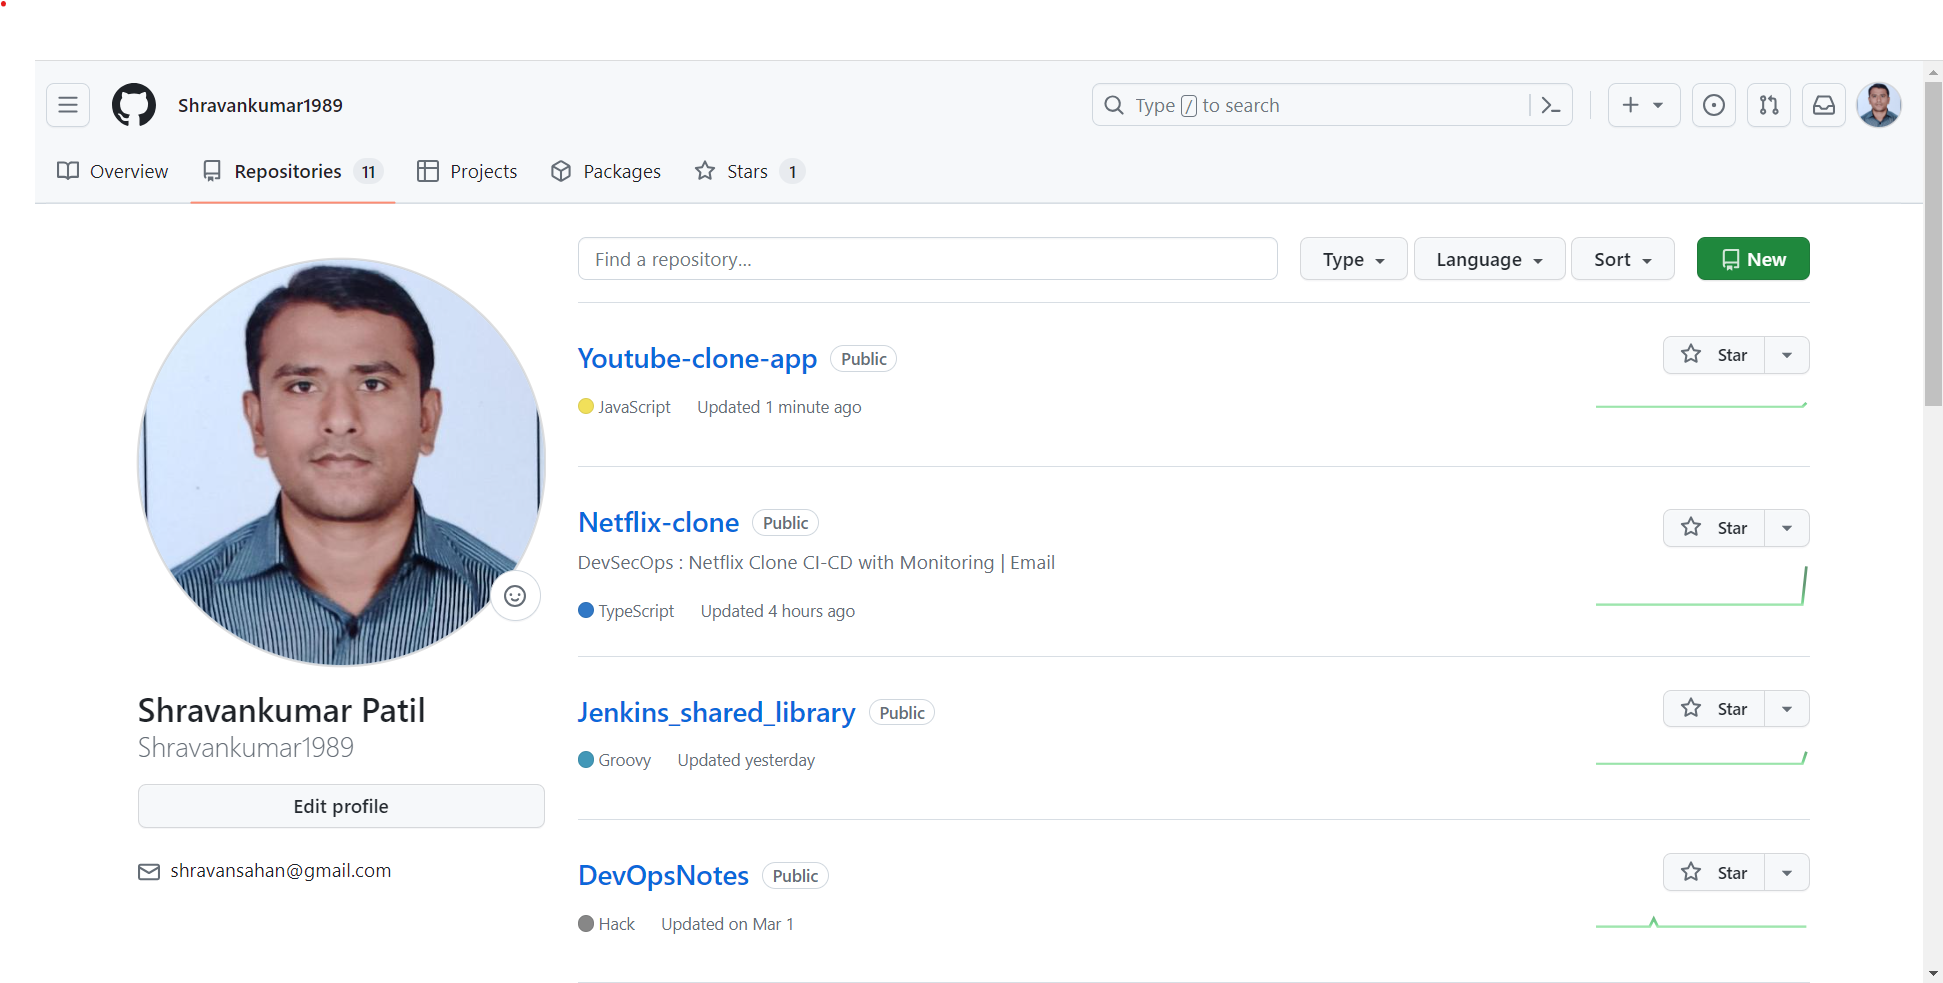 Shravankumar1989
Type / to search
Overview
Repositories 11
Projects
Packages
Stars 1
Find a repository...
Type
Language
Sort
New
Youtube-clone-app Public
Star
JavaScript Updated 1 minute ago
Netflix-clone Public
Star
DevSecOps : Netflix Clone CI-CD with Monitoring | Email
TypeScript Updated 4 hours ago
Jenkins_shared_library Public
Star
Groovy Updated yesterday
DevOpsNotes Public
Star
Hack Updated on Mar 1
Shravankumar Patil
Shravankumar1989
Edit profile
shravansahan@gmail.com